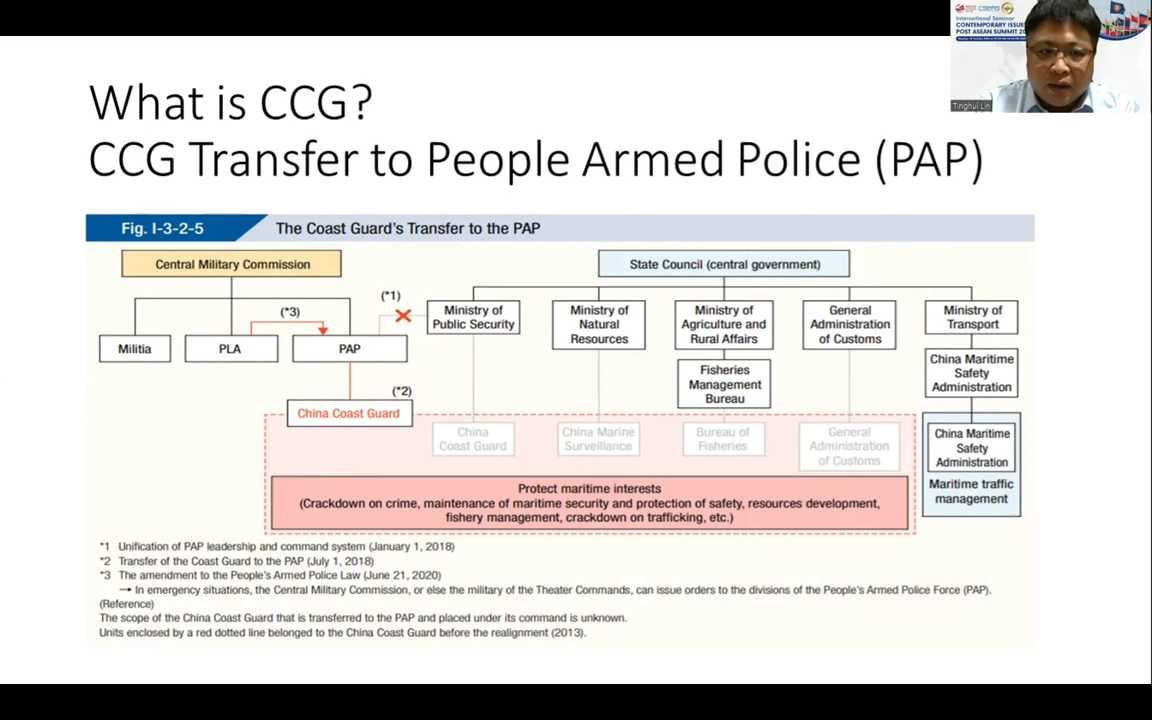 International Seminar
CONTEMPORARY ISSUES
POST ASEAN SUMMIT
Tinghui Lin
What is CCG?
CCG Transfer to People Armed Police (PAP)
Fig. I-3-2-5
The Coast Guard's Transfer to the PAP
Central Military Commission
State Council (central government)
(*1)
(*3)
Militia
PLA
PAP
(*2)
China Coast Guard
Ministry of
Public Security
Ministry of
Natural
Resources
Ministry of
Agriculture and
Rural Affairs
General
Administration
of Customs
Ministry of
Transport
Fisheries
Management
Bureau
China Maritime
Safety
Administration
China
Coast Guard
China Marine
Surveillance
Bureau of
Fisheries
General
Administration
of Customs
China Maritime
Safety
Administration
Maritime traffic
management
Protect maritime interests
(Crackdown on crime, maintenance of maritime security and protection of safety, resources development,
fishery management, crackdown on trafficking, etc.)
*1 Unification of PAP leadership and command system (January 1, 2018)
*2 Transfer of the Coast Guard to the PAP (July 1, 2018)
*3 The amendment to the People's Armed Police Law (June 21, 2020)
→ In emergency situations, the Central Military Commission, or else the military of the Theater Commands, can issue orders to the divisions of the People's Armed Police Force (PAP).
(Reference)
The scope of the China Coast Guard that is transferred to the PAP and placed under its command is unknown.
Units enclosed by a red dotted line belonged to the China Coast Guard before the realignment (2013).